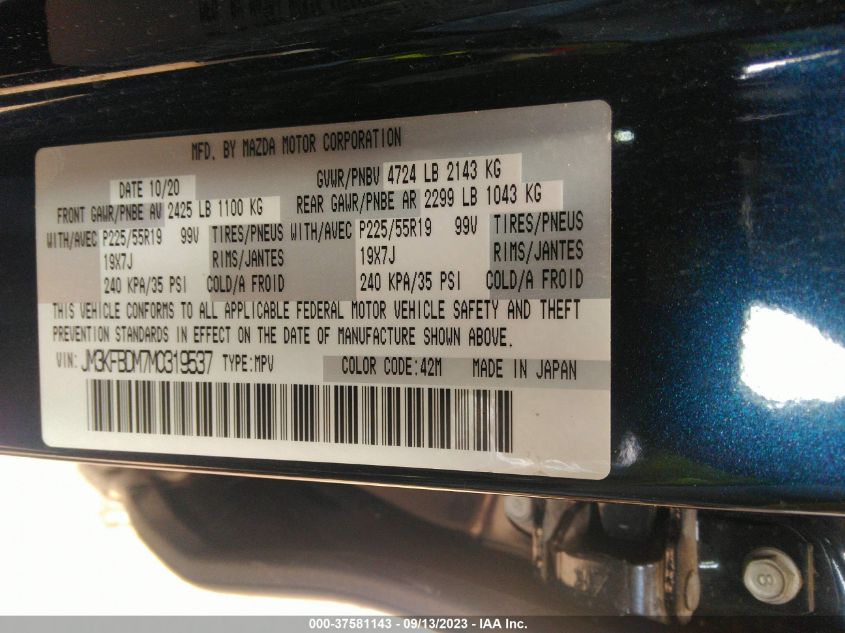 MFD. BY MAZDA MOTOR CORPORATION
DATE 10/20 GVWR/PNBV 4724 LB 2143 KG
FRONT GAWR/PNBE AV 2425 LB 1100 KG REAR GAWR/PNBE AR 2299 LB 1043 KG
WITH/AVEC P225/55R19 99V TIRES/PNEUS WITH/AVEC P225/55R19 99V TIRES/PNEUS
19X7J RIMS/JANTES 19X7J RIMS/JANTES
240 KPA/35 PSI COLD/A FROID 240 KPA/35 PSI COLD/A FROID
THIS VEHICLE CONFORMS TO ALL APPLICABLE FEDERAL MOTOR VEHICLE SAFETY AND THEFT
PREVENTION STANDARDS IN EFFECT ON THE DATE OF MANUFACTURE SHOWN ABOVE.
VIN: JM3KFBDM7M0319537 TYPE:MPV COLOR CODE:42M MADE IN JAPAN
8
000-37581143 - 09/13/2023 - IAA Inc.